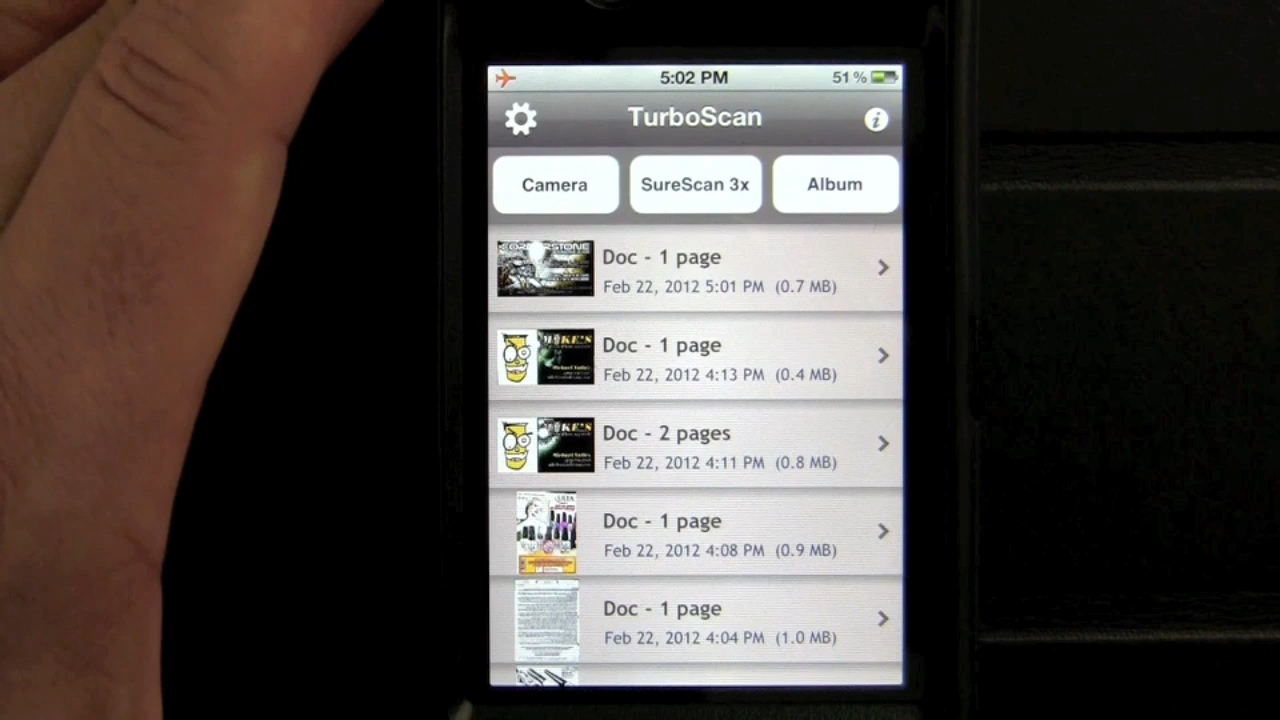 5:02 PM
51%
TurboScan
Camera
SureScan 3x
Album
CORNERSTONE
Doc - 1 page
Feb 22, 2012 5:01 PM (0.7 MB)
MIKE'S
Doc - 1 page
Feb 22, 2012 4:13 PM (0.4 MB)
MIKE'S
Doc - 2 pages
Feb 22, 2012 4:11 PM (0.8 MB)
Doc - 1 page
Feb 22, 2012 4:08 PM (0.9 MB)
Doc - 1 page
Feb 22, 2012 4:04 PM (1.0 MB)